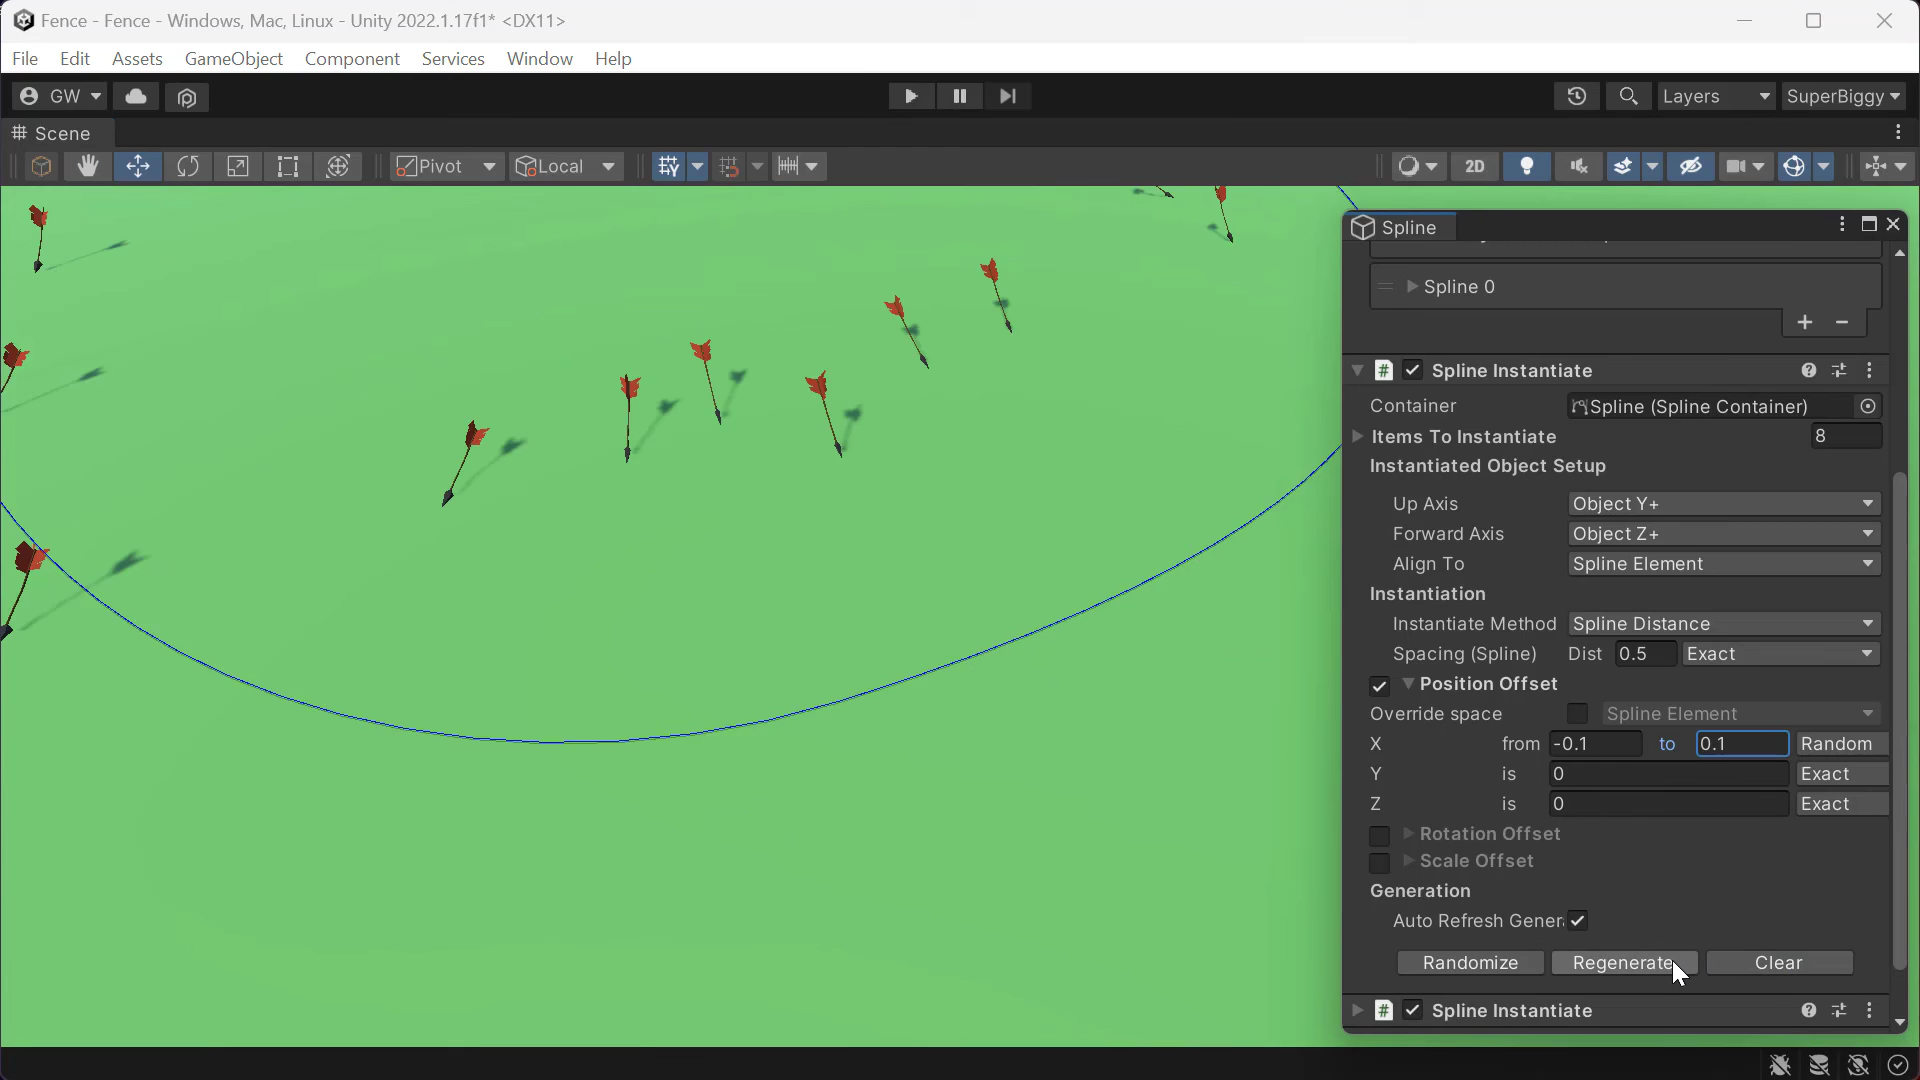 Fence - Fence - Windows, Mac, Linux - Unity 2022.1.17f1* <DX11>
File Edit Assets GameObject Component Services Window Help
GW Layers SuperBiggy
Scene
Pivot Local 2D
Spline
Spline 0
+ −
# Spline Instantiate
Container Spline (Spline Container)
Items To Instantiate 8
Instantiated Object Setup
Up Axis Object Y+
Forward Axis Object Z+
Align To Spline Element
Instantiation
Instantiate Method Spline Distance
Spacing (Spline) Dist 0.5 Exact
Position Offset
Override space Spline Element
X from -0.1 to 0.1 Random
Y is 0 Exact
Z is 0 Exact
Rotation Offset
Scale Offset
Generation
Auto Refresh Gener
Randomize Regenerate Clear
# Spline Instantiate